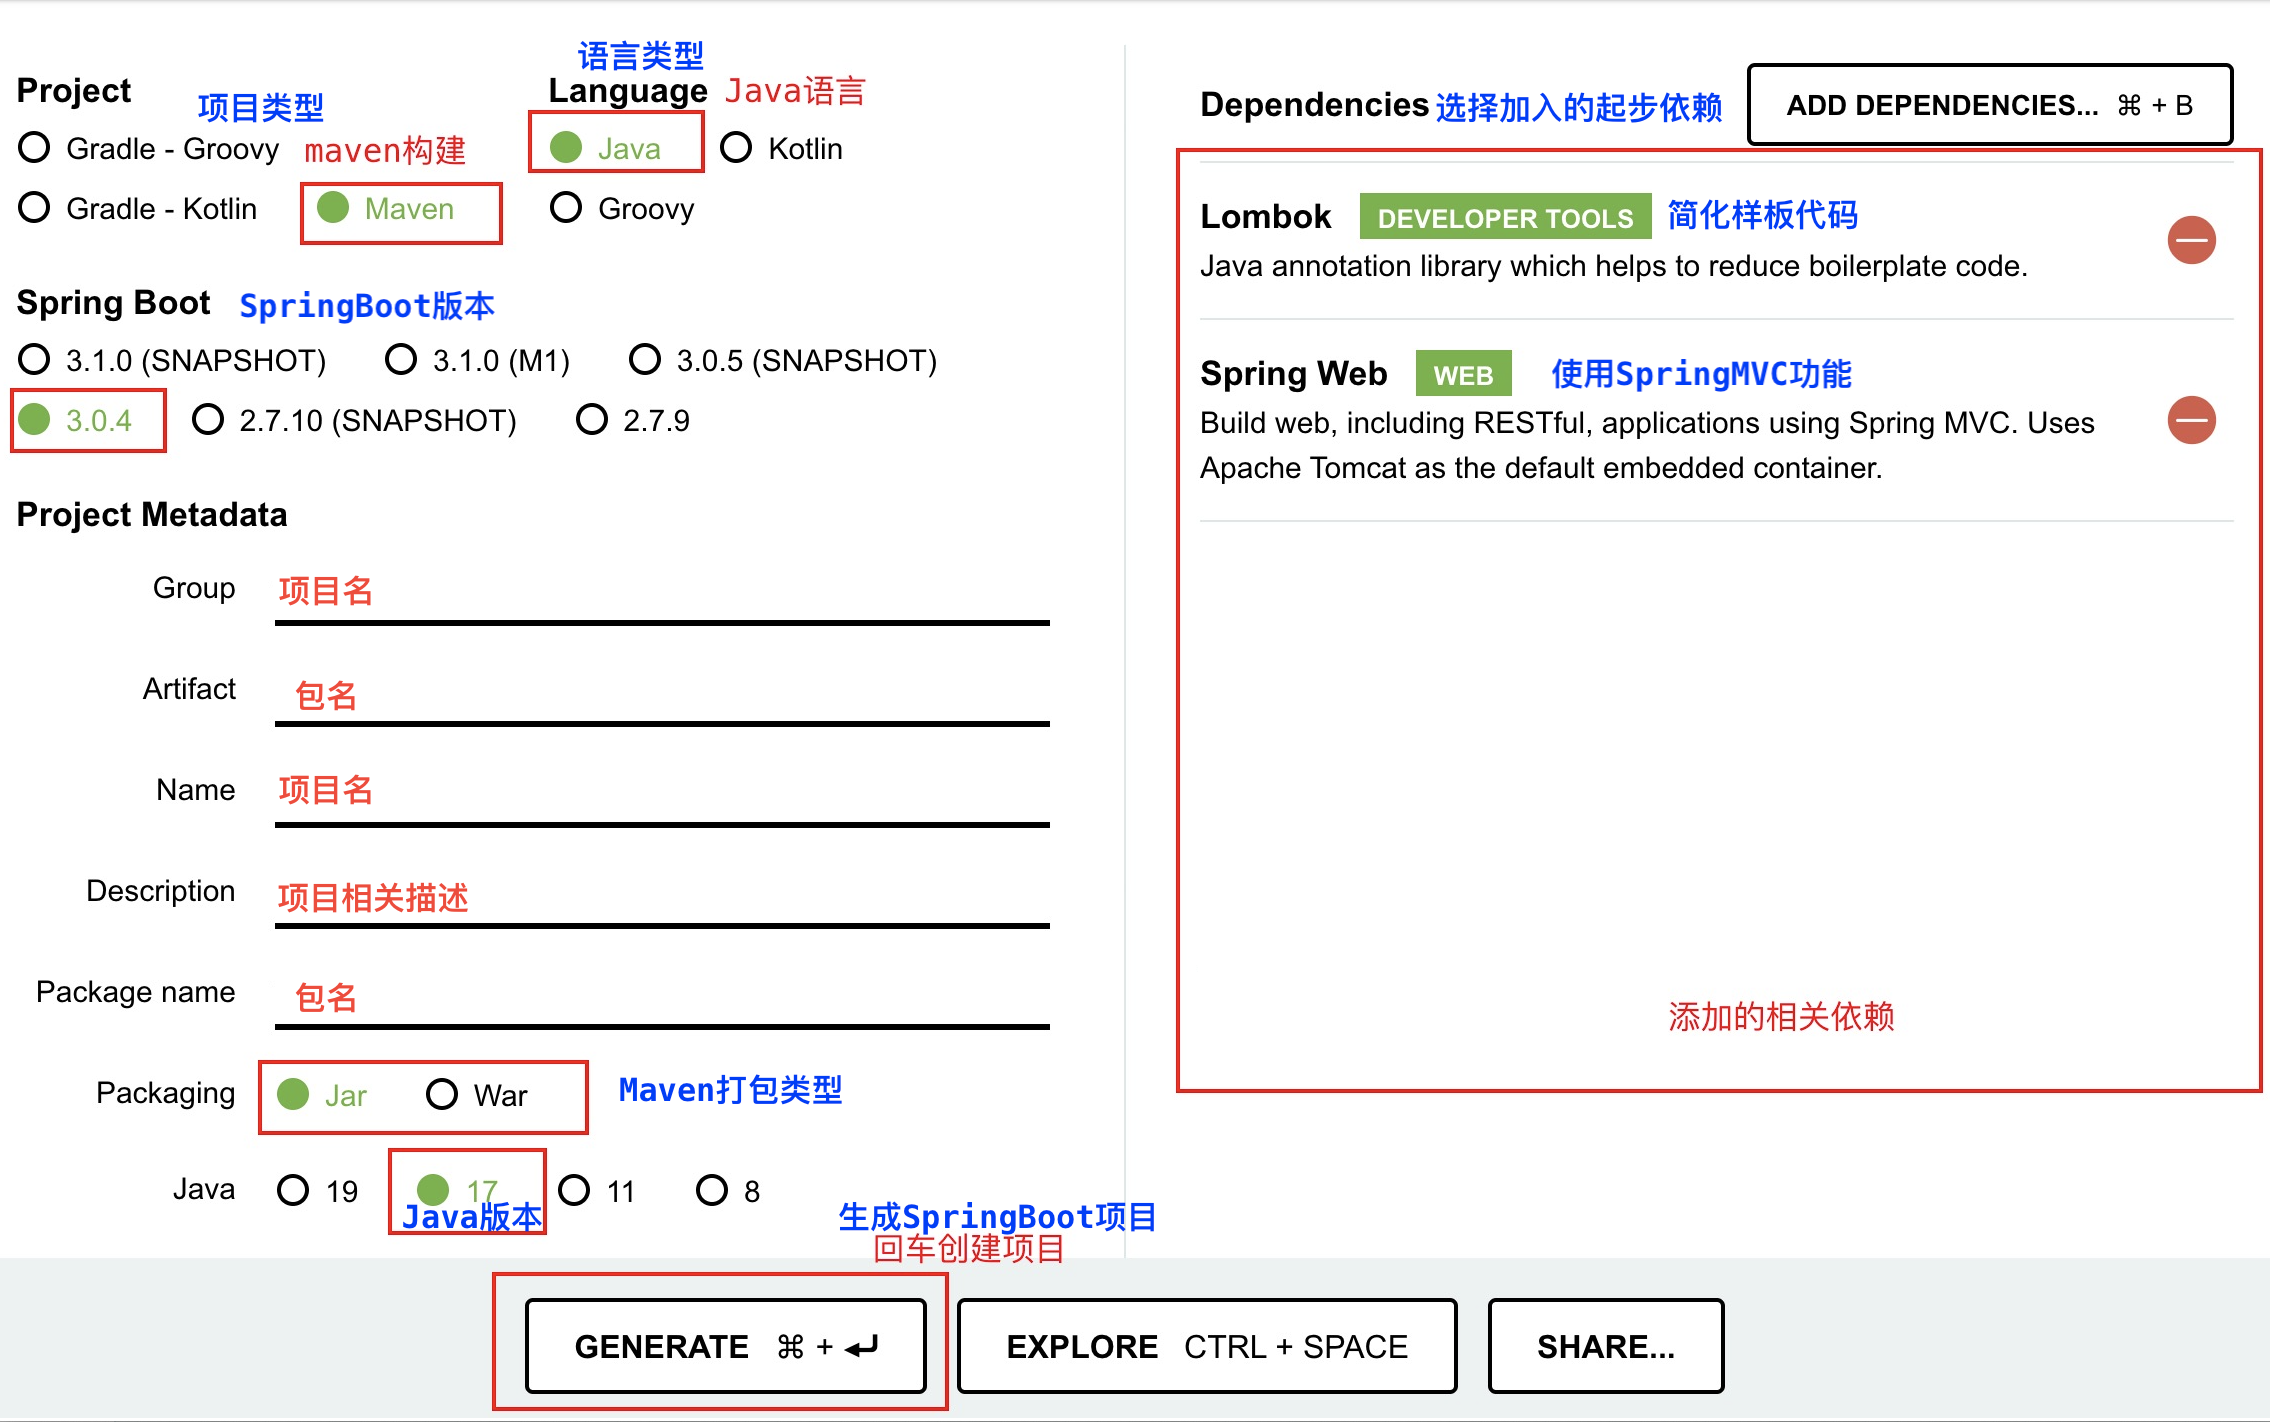 语言类型
Project
项目类型
Language Java语言
Gradle - Groovy maven构建
Java Kotlin
Gradle - Kotlin Maven Groovy
Spring Boot SpringBoot版本
3.1.0 (SNAPSHOT) 3.1.0 (M1) 3.0.5 (SNAPSHOT)
3.0.4 2.7.10 (SNAPSHOT) 2.7.9
Project Metadata
Group 项目名
Artifact 包名
Name 项目名
Description 项目相关描述
Package name 包名
Packaging Jar War Maven打包类型
Java 19 17 11 8
Java版本
Dependencies 选择加入的起步依赖 ADD DEPENDENCIES... ⌘ + B
Lombok DEVELOPER TOOLS 简化样板代码
Java annotation library which helps to reduce boilerplate code.
Spring Web WEB 使用SpringMVC功能
Build web, including RESTful, applications using Spring MVC. Uses
Apache Tomcat as the default embedded container.
添加的相关依赖
生成SpringBoot项目
回车创建项目
GENERATE ⌘ + ↵ EXPLORE CTRL + SPACE SHARE...